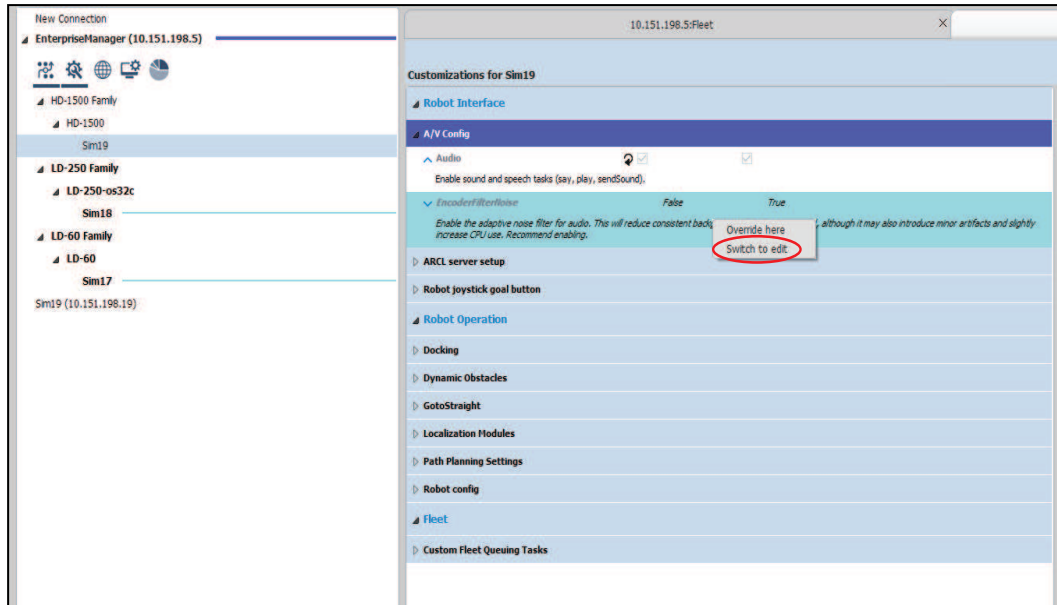 New Connection
EnterpriseManager (10.151.198.5)
HD-1500 Family
HD-1500
Sim19
LD-250 Family
LD-250-os32c
Sim18
LD-60 Family
LD-60
Sim17
Sim19 (10.151.198.19)
10.151.198.5:Fleet
Customizations for Sim19
Robot Interface
A/V Config
Audio
Enable sound and speech tasks (say, play, sendSound).
EncoderFilterNoise False True
Enable the adaptive noise filter for audio. This will reduce consistent , although it may also introduce minor artifacts and slightly
increase CPU use. Recommend enabling.
Override here
Switch to edit
ARCL server setup
Robot joystick goal button
Robot Operation
Docking
Dynamic Obstacles
GotoStraight
Localization Modules
Path Planning Settings
Robot config
Fleet
Custom Fleet Queuing Tasks